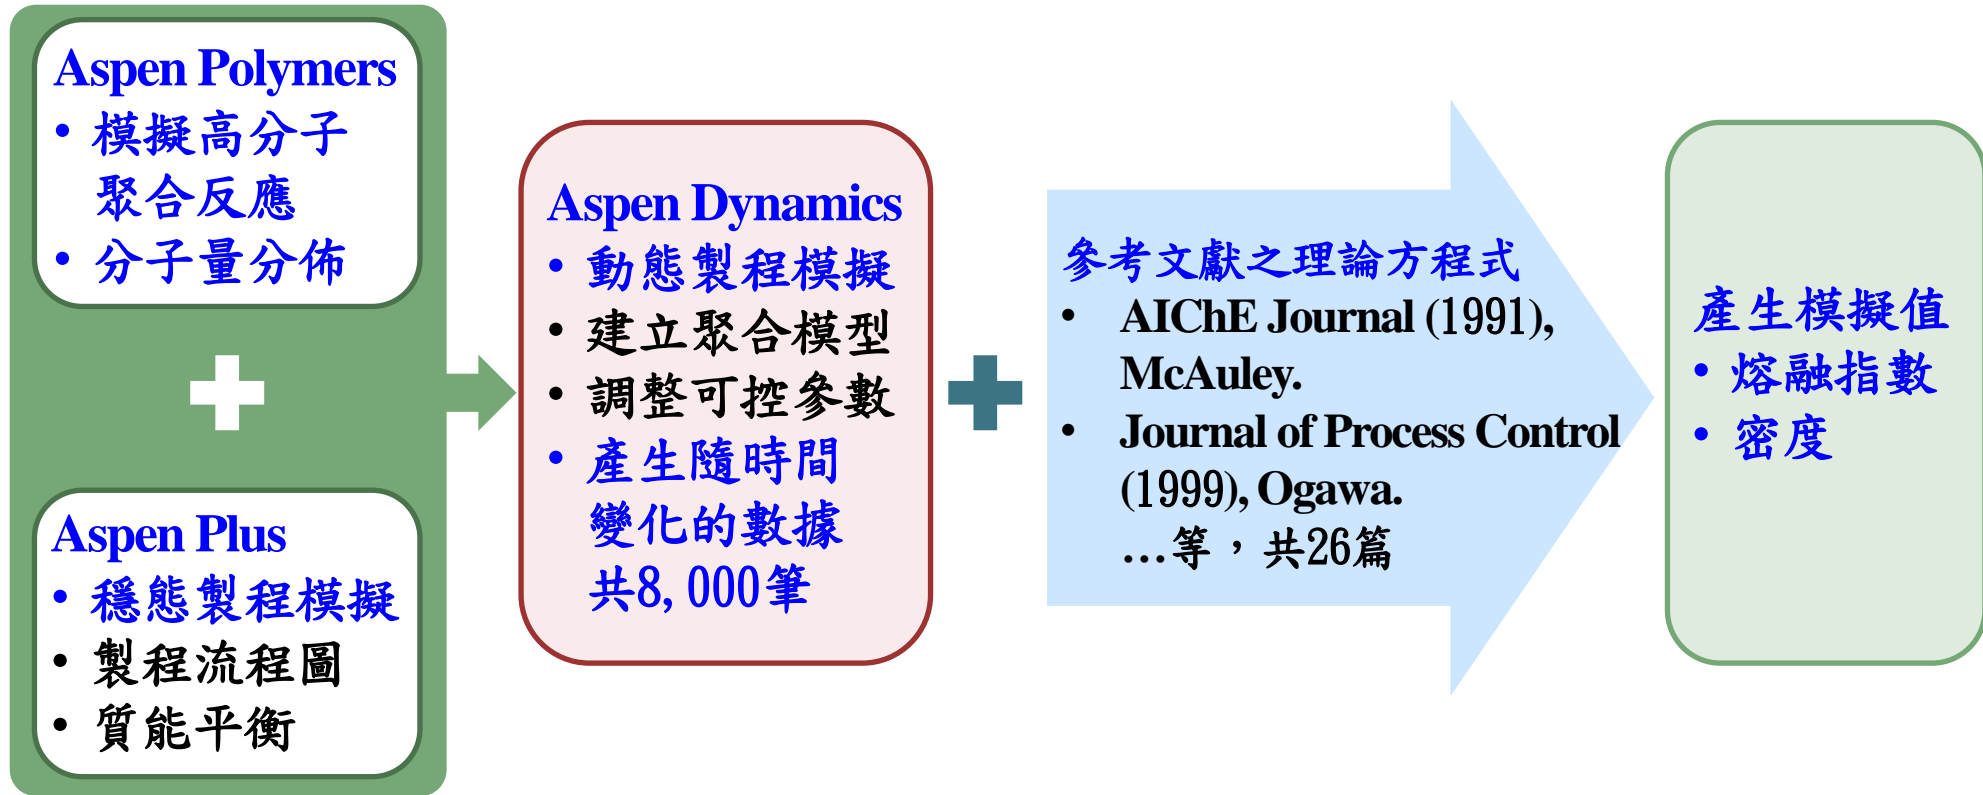 Aspen Polymers
• 模擬高分子
聚合反應
• 分子量分佈
Aspen Plus
• 穩態製程模擬
• 製程流程圖
• 質能平衡
Aspen Dynamics
• 動態製程模擬
• 建立聚合模型
• 調整可控參數
• 產生隨時間
變化的數據
共8,000筆
參考文獻之理論方程式
• AIChE Journal (1991),
McAuley.
• Journal of Process Control
(1999), Ogawa.
…等，共26篇
產生模擬值
• 熔融指數
• 密度